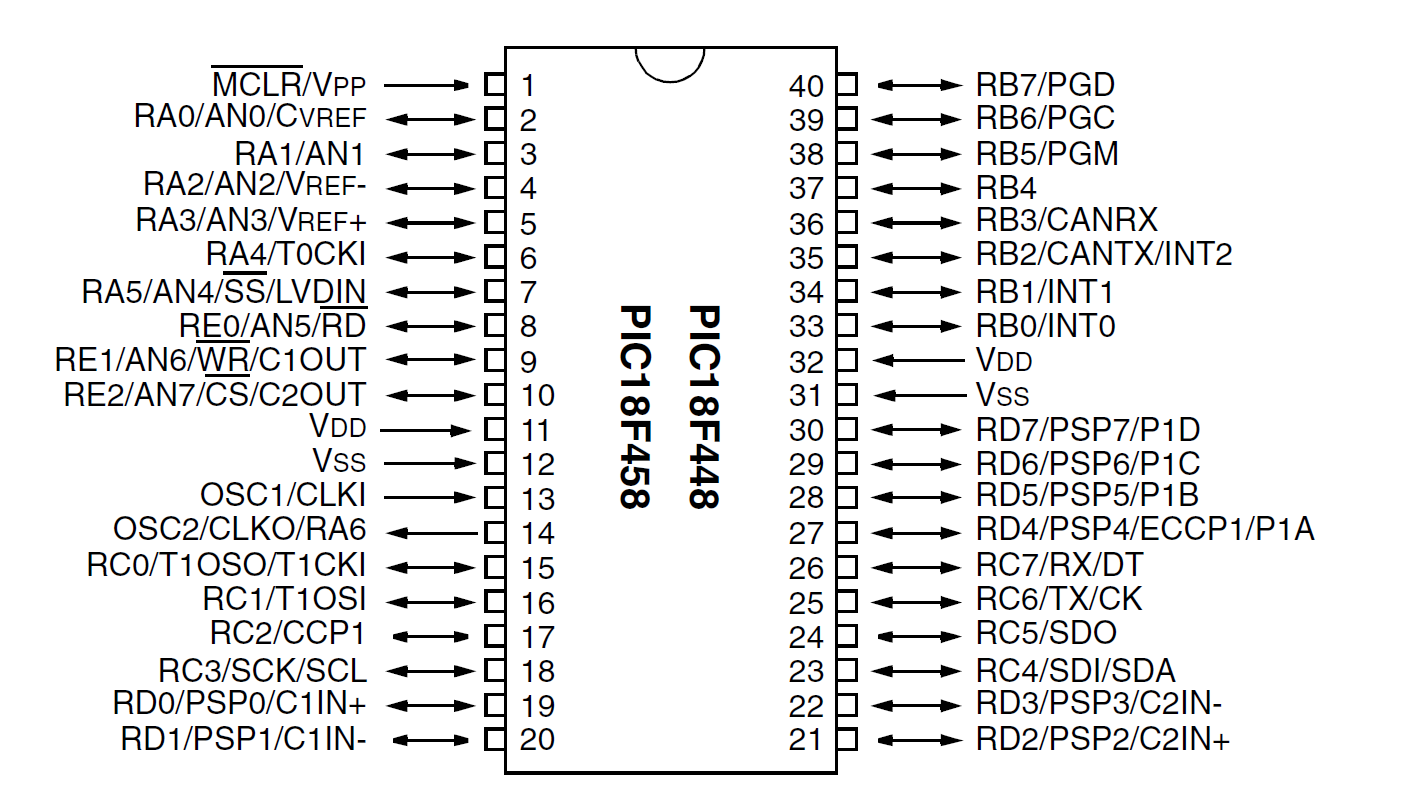 MCLR/VPP 1
RA0/AN0/CVREF 2
RA1/AN1 3
RA2/AN2/VREF- 4
RA3/AN3/VREF+ 5
RA4/T0CKI 6
RA5/AN4/SS/LVDIN 7
RE0/AN5/RD 8
RE1/AN6/WR/C1OUT 9
RE2/AN7/CS/C2OUT 10
VDD 11
VSS 12
OSC1/CLKI 13
OSC2/CLKO/RA6 14
RC0/T1OSO/T1CKI 15
RC1/T1OSI 16
RC2/CCP1 17
RC3/SCK/SCL 18
RD0/PSP0/C1IN+ 19
RD1/PSP1/C1IN- 20
PIC18F448
PIC18F458
40 RB7/PGD
39 RB6/PGC
38 RB5/PGM
37 RB4
36 RB3/CANRX
35 RB2/CANTX/INT2
34 RB1/INT1
33 RB0/INT0
32 VDD
31 VSS
30 RD7/PSP7/P1D
29 RD6/PSP6/P1C
28 RD5/PSP5/P1B
27 RD4/PSP4/ECCP1/P1A
26 RC7/RX/DT
25 RC6/TX/CK
24 RC5/SDO
23 RC4/SDI/SDA
22 RD3/PSP3/C2IN-
21 RD2/PSP2/C2IN+